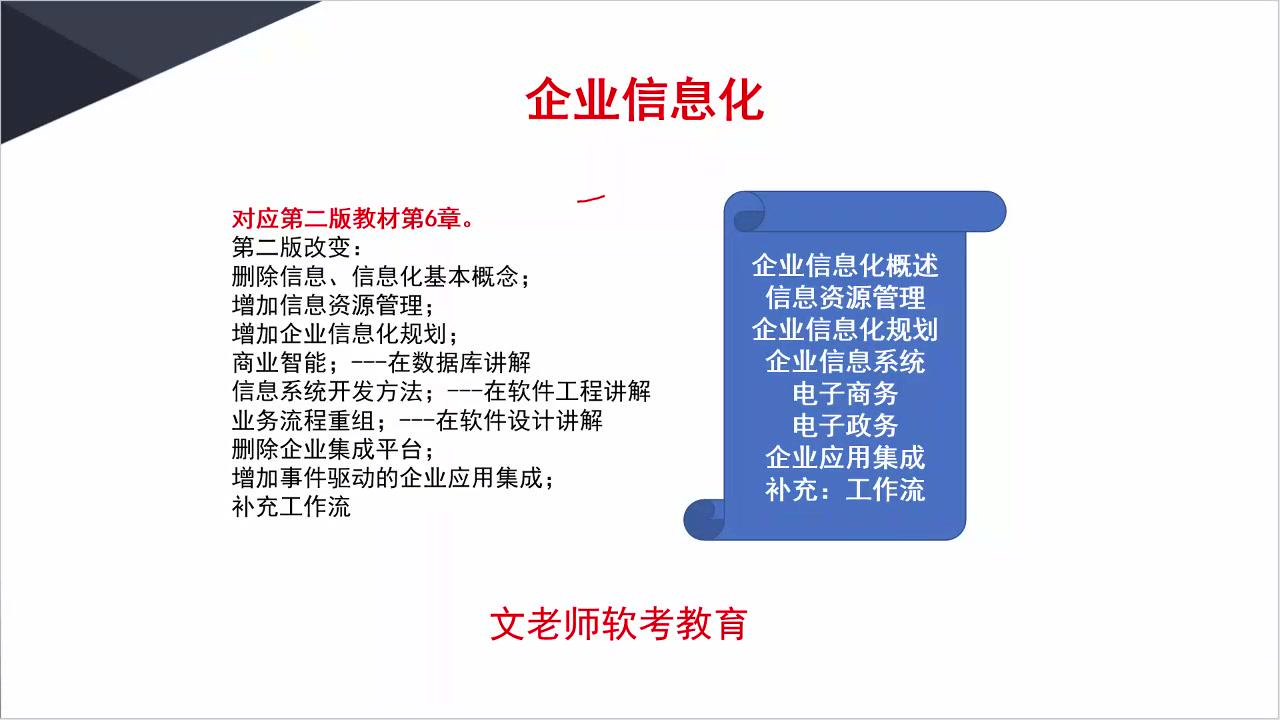 企业信息化
对应第二版教材第6章。
第二版改变：
删除信息、信息化基本概念；
增加信息资源管理；
增加企业信息化规划；
商业智能；---在数据库讲解
信息系统开发方法；---在软件工程讲解
业务流程重组；---在软件设计讲解
删除企业集成平台；
增加事件驱动的企业应用集成；
补充工作流
企业信息化概述
信息资源管理
企业信息化规划
企业信息系统
电子商务
电子政务
企业应用集成
补充：工作流
文老师软考教育